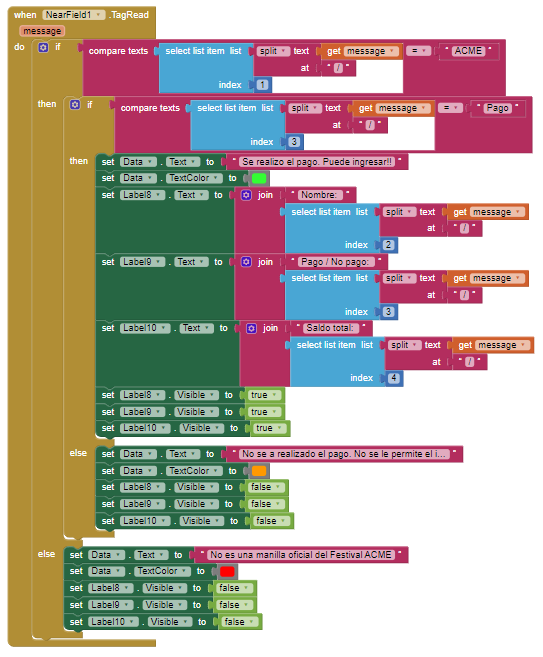 when NearField1 .TagRead
message
do if compare texts select list item list split text get message = " ACME "
at " / "
index 1
then if compare texts select list item list split text get message = " Pago "
at " / "
index 3
then set Data . Text to " Se realizo el pago. Puede ingresar!! "
set Data . TextColor to
set Label8 . Text to join " Nombre: "
select list item list split text get message
at " / "
index 2
set Label9 . Text to join " Pago / No pago: "
select list item list split text get message
at " / "
index 3
set Label10 . Text to join " Saldo total: "
select list item list split text get message
at " / "
index 4
set Label8 . Visible to true
set Label9 . Visible to true
set Label10 . Visible to true
else set Data . Text to " No se a realizado el pago. No se le permite el i...
set Data . TextColor to
set Label8 . Visible to false
set Label9 . Visible to false
set Label10 . Visible to false
else set Data . Text to " No es una manilla oficial del Festival ACME "
set Data . TextColor to
set Label8 . Visible to false
set Label9 . Visible to false
set Label10 . Visible to false